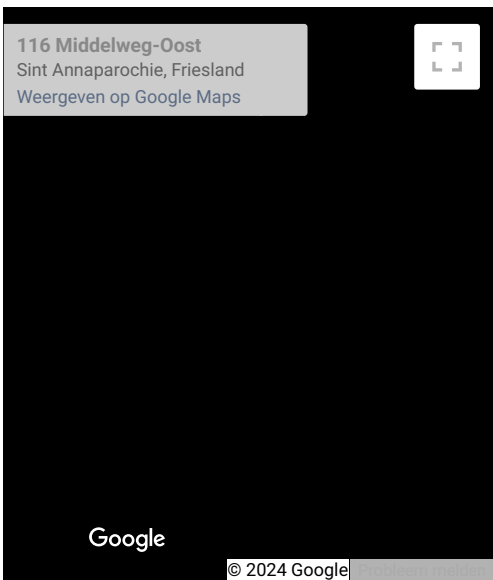 116 Middelweg-Oost
Sint Annaparochie, Friesland
Weergeven op Google Maps
Google
© 2024 Google Probleem melden